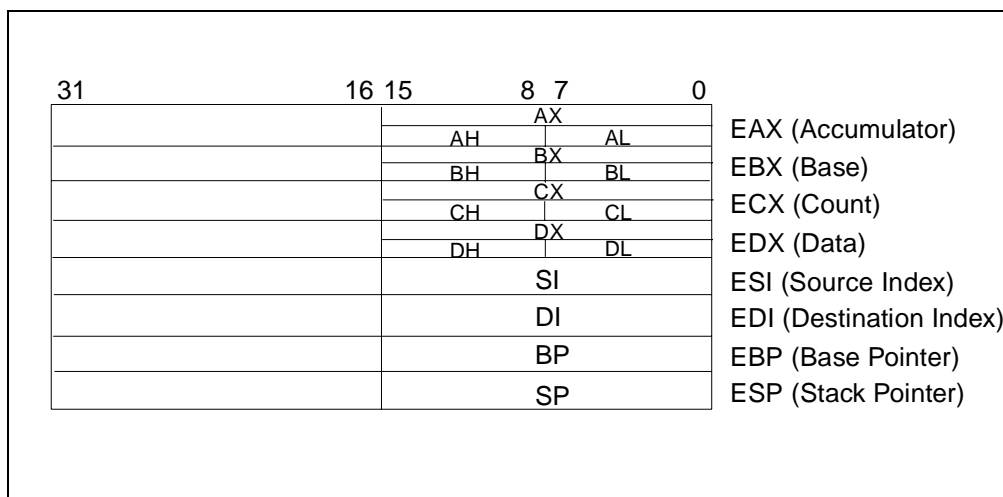 31 16 15 8 7 0
AX
AH AL EAX (Accumulator)
BX
BH BL EBX (Base)
CX
CH CL ECX (Count)
DX
DH DL EDX (Data)
SI ESI (Source Index)
DI EDI (Destination Index)
BP EBP (Base Pointer)
SP ESP (Stack Pointer)